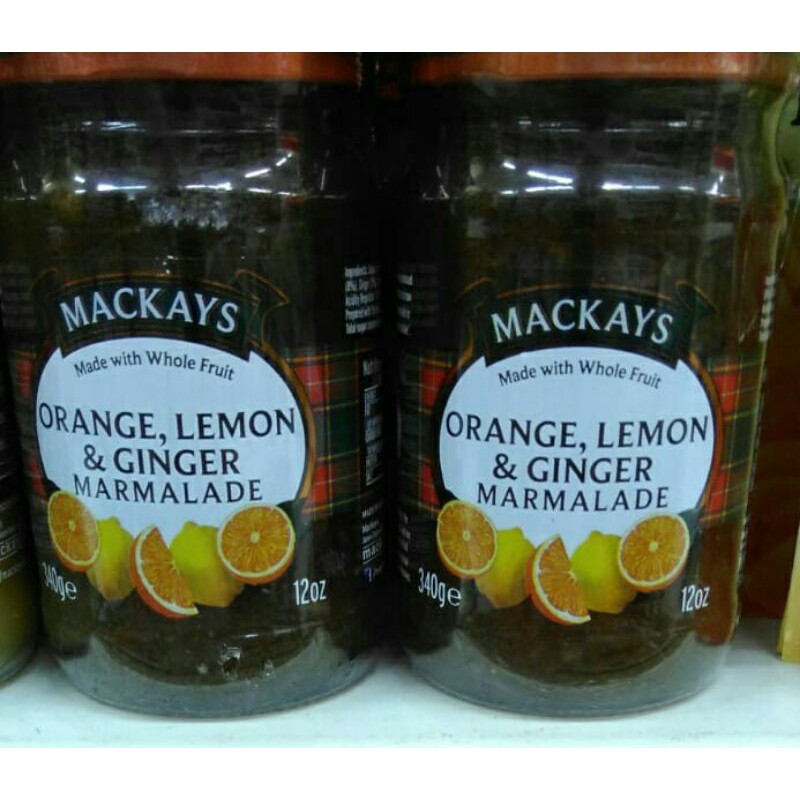 MACKAYS
Made with Whole Fruit
ORANGE, LEMON
& GINGER
MARMALADE
340g e
12oz
MACKAYS
Made with Whole Fruit
ORANGE, LEMON
& GINGER
MARMALADE
340g e
12oz